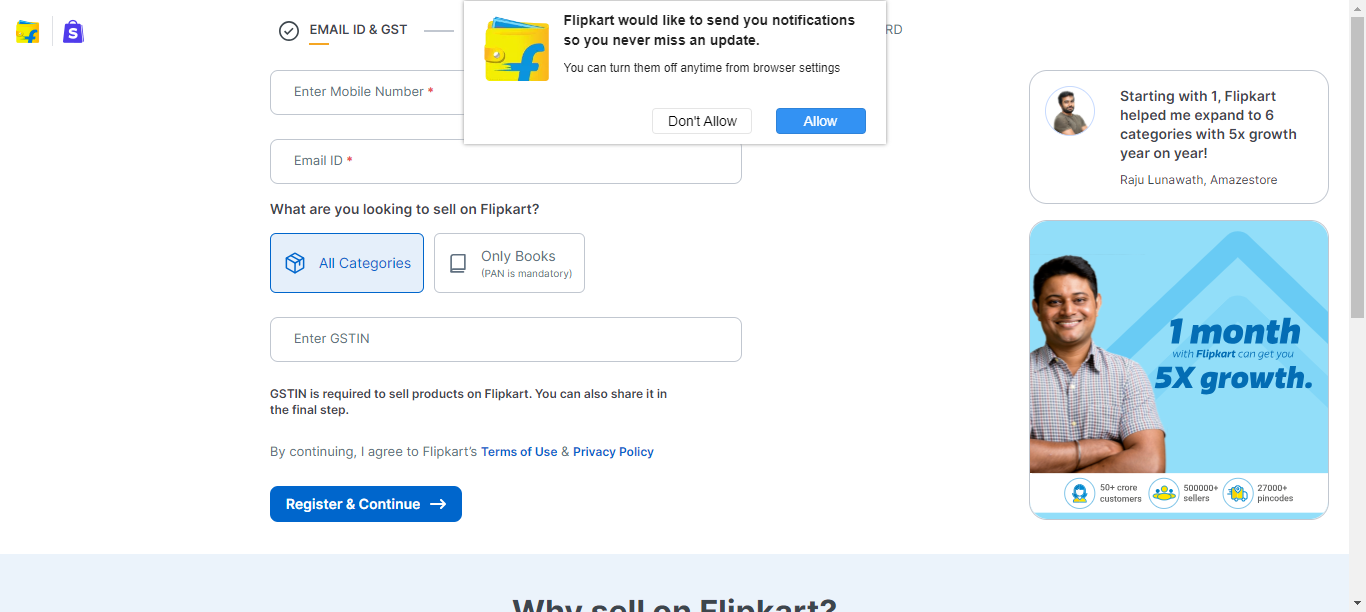 S
EMAIL ID & GST
Flipkart would like to send you notifications
so you never miss an update.
You can turn them off anytime from browser settings
Don't Allow
Allow
RD
Enter Mobile Number *
Email ID *
What are you looking to sell on Flipkart?
All Categories
Only Books
(PAN is mandatory)
Enter GSTIN
GSTIN is required to sell products on Flipkart. You can also share it in
the final step.
By continuing, I agree to Flipkart's Terms of Use & Privacy Policy
Register & Continue
Starting with 1, Flipkart
helped me expand to 6
categories with 5x growth
year on year!
Raju Lunawath, Amazestore
1 month
with Flipkart can get you
5X growth.
50+ crore
customers
500000+
sellers
27000+
pincodes
Why sell on Flipkart?